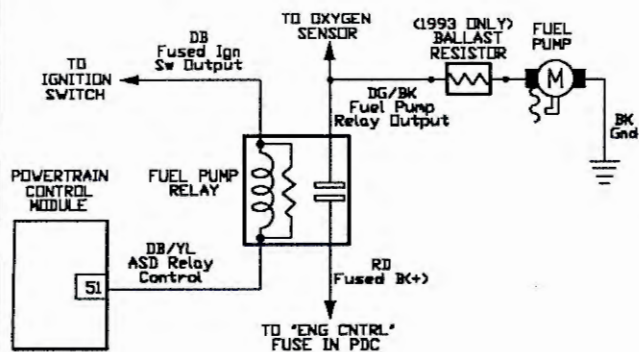 TO OXYGEN
SENSOR
(1993 ONLY)
BALLAST
RESISTOR
FUEL
PUMP
DB
Fused Ign
Sw Output
TO
IGNITION
SWITCH
M
DG/BK
Fuel Pump
Relay Output
BK
Gnd
POWERTRAIN
CONTROL
MODULE
FUEL PUMP
RELAY
51
DB/YL
ASD Relay
Control
RD
Fused B(+)
TO "ENG CNTRL"
FUSE IN PDC